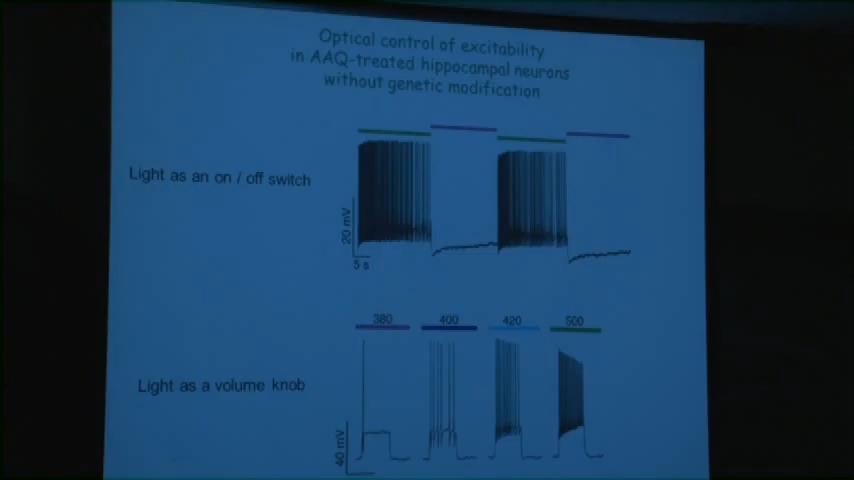 Optical control of excitability
in AAQ-treated hippocampal neurons
without genetic modification
Light as an on / off switch
20 mV
5 s
380 400 420 500
Light as a volume knob
40 mV